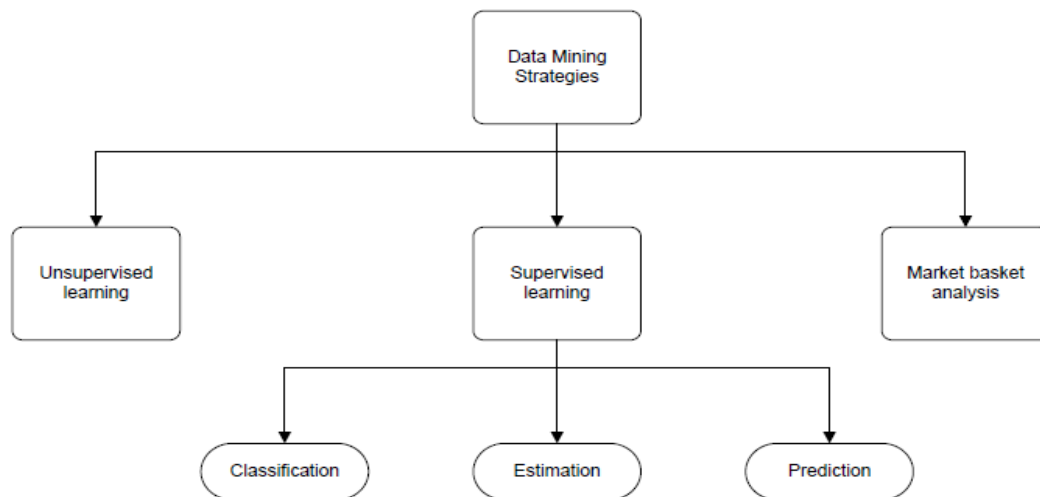 Data Mining
Strategies
Unsupervised
learning
Supervised
learning
Market basket
analysis
Classification
Estimation
Prediction